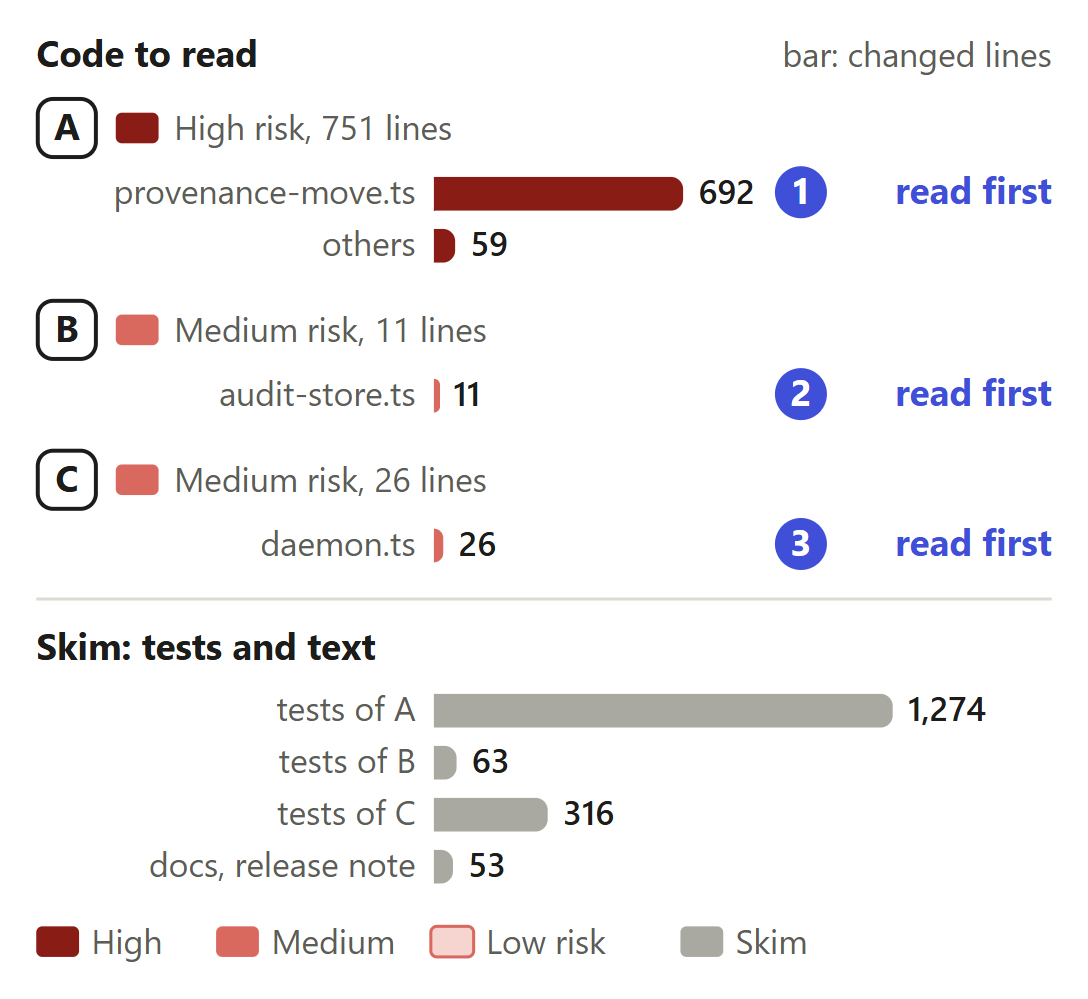 Code to read bar: changed lines
A High risk, 751 lines
provenance-move.ts 692 1 read first
others 59
B Medium risk, 11 lines
audit-store.ts 11 2 read first
C Medium risk, 26 lines
daemon.ts 26 3 read first
Skim: tests and text
tests of A 1,274
tests of B 63
tests of C 316
docs, release note 53
High Medium Low risk Skim